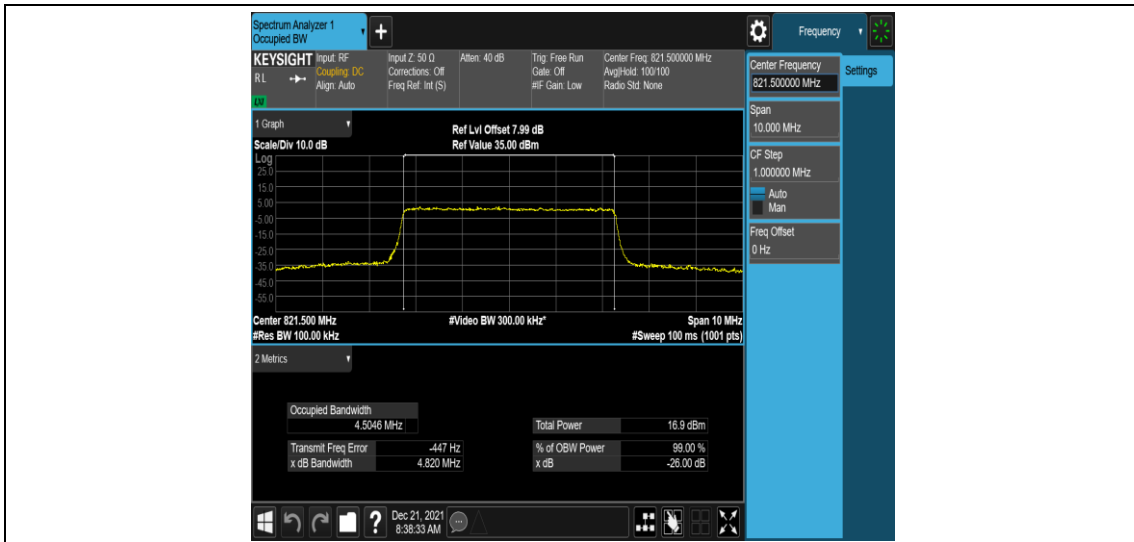 Spectrum Analyzer 1
Occupied BW
+
Frequency
KEYSIGHT
RL
LXI
Input: RF
Coupling: DC
Align: Auto
Input Z: 50 Ω
Corrections: Off
Freq Ref: Int (S)
Atten: 40 dB
Trig: Free Run
Gate: Off
#IF Gain: Low
Center Freq: 821.500000 MHz
Avg|Hold: 100/100
Radio Std: None
Center Frequency
821.500000 MHz
Settings
Span
10.000 MHz
CF Step
1.000000 MHz
Auto
Man
Freq Offset
0 Hz
1 Graph
Scale/Div 10.0 dB
Ref Lvl Offset 7.99 dB
Ref Value 35.00 dBm
Log
25.0
15.0
5.00
-5.00
-15.0
-25.0
-35.0
-45.0
-55.0
Center 821.500 MHz
#Video BW 300.00 kHz*
Span 10 MHz
#Res BW 100.00 kHz
#Sweep 100 ms (1001 pts)
2 Metrics
Occupied Bandwidth
4.5046 MHz
Total Power 16.9 dBm
Transmit Freq Error -447 Hz
% of OBW Power 99.00 %
x dB Bandwidth 4.820 MHz
x dB -26.00 dB
?
Dec 21, 2021
8:38:33 AM